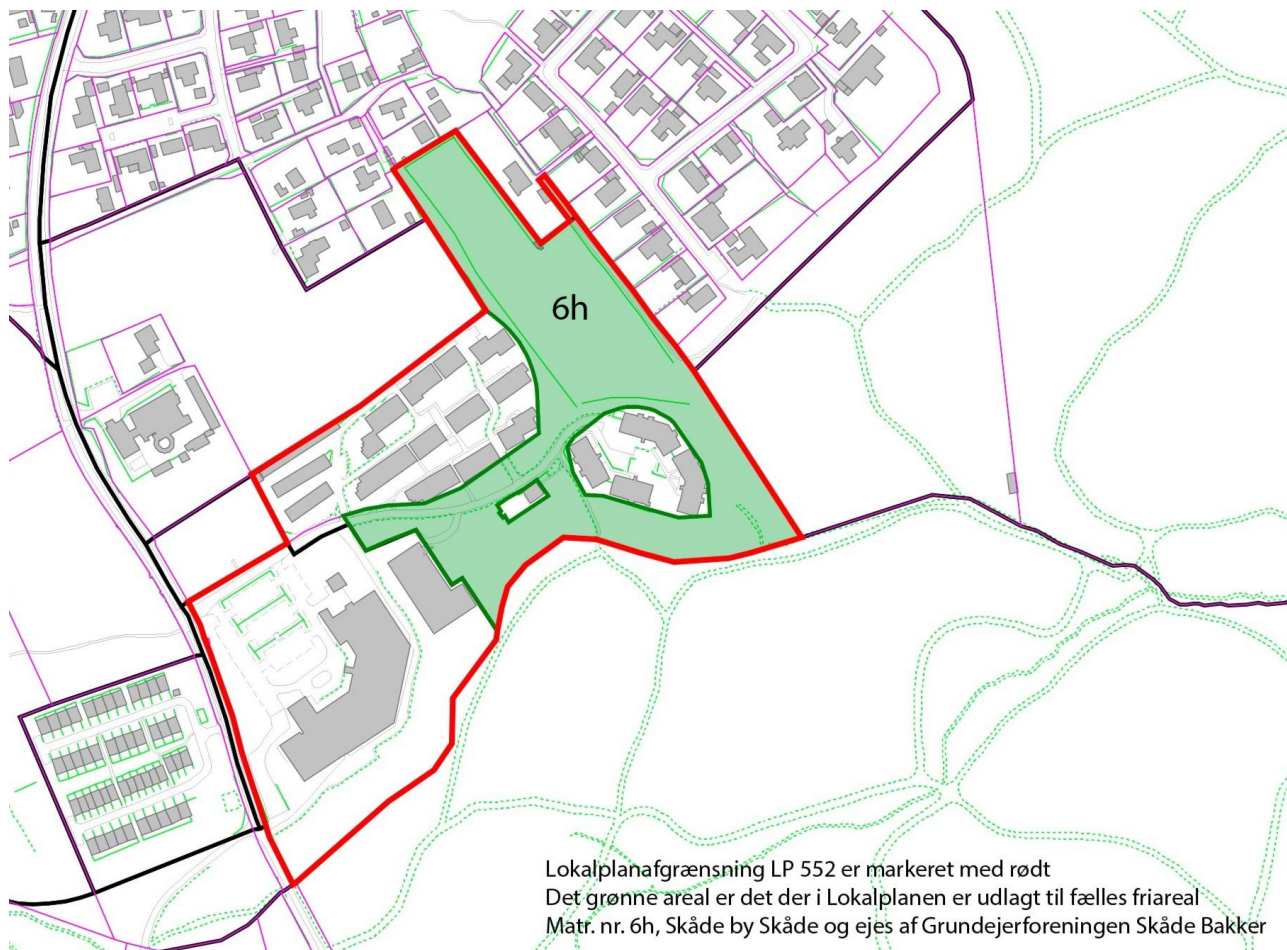 6h
Lokalplanafgrænsning LP 552 er markeret med rødt
Det grønne areal er det der i Lokalplanen er udlagt til fælles friareal
Matr. nr. 6h, Skåde by Skåde og ejes af Grundejerforeningen Skåde Bakker